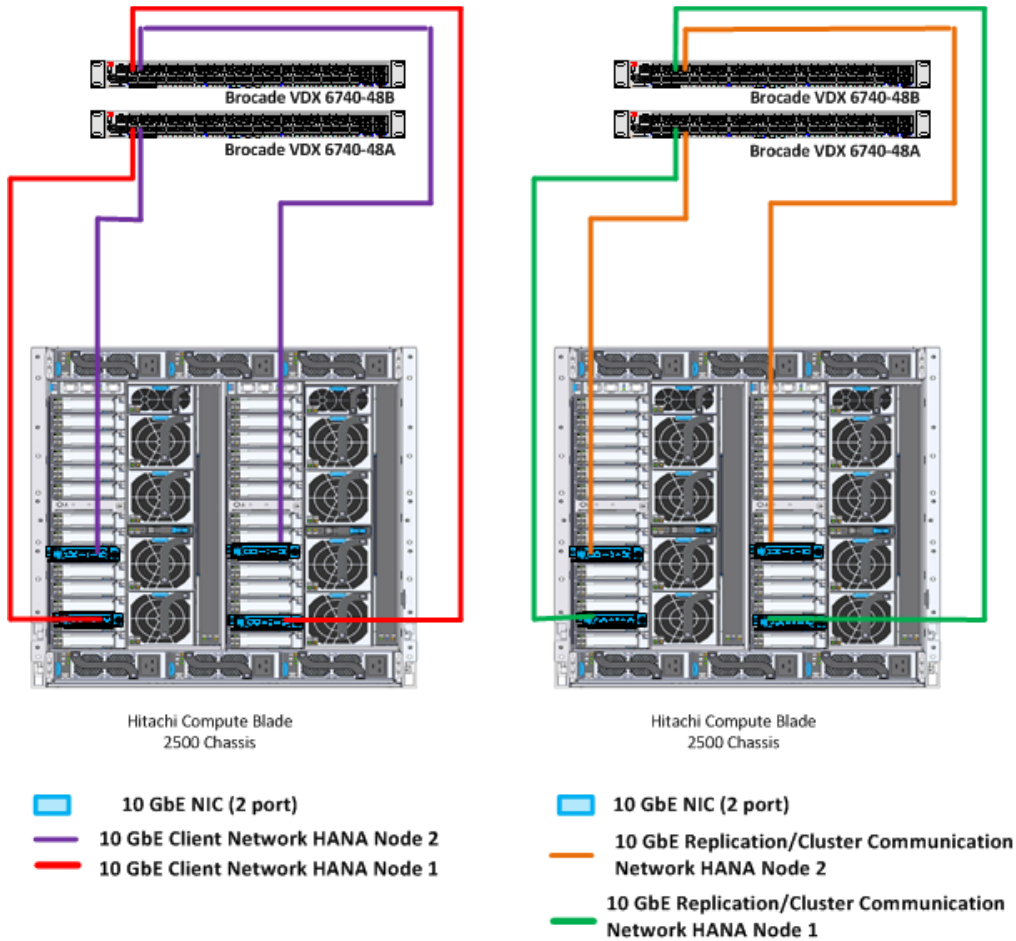 Brocade VDX 6740-48B
Brocade VDX 6740-48A
Hitachi Compute Blade
2500 Chassis
10 GbE NIC (2 port)
10 GbE Client Network HANA Node 2
10 GbE Client Network HANA Node 1
Brocade VDX 6740-48B
Brocade VDX 6740-48A
Hitachi Compute Blade
2500 Chassis
10 GbE NIC (2 port)
10 GbE Replication/Cluster Communication
Network HANA Node 2
10 GbE Replication/Cluster Communication
Network HANA Node 1